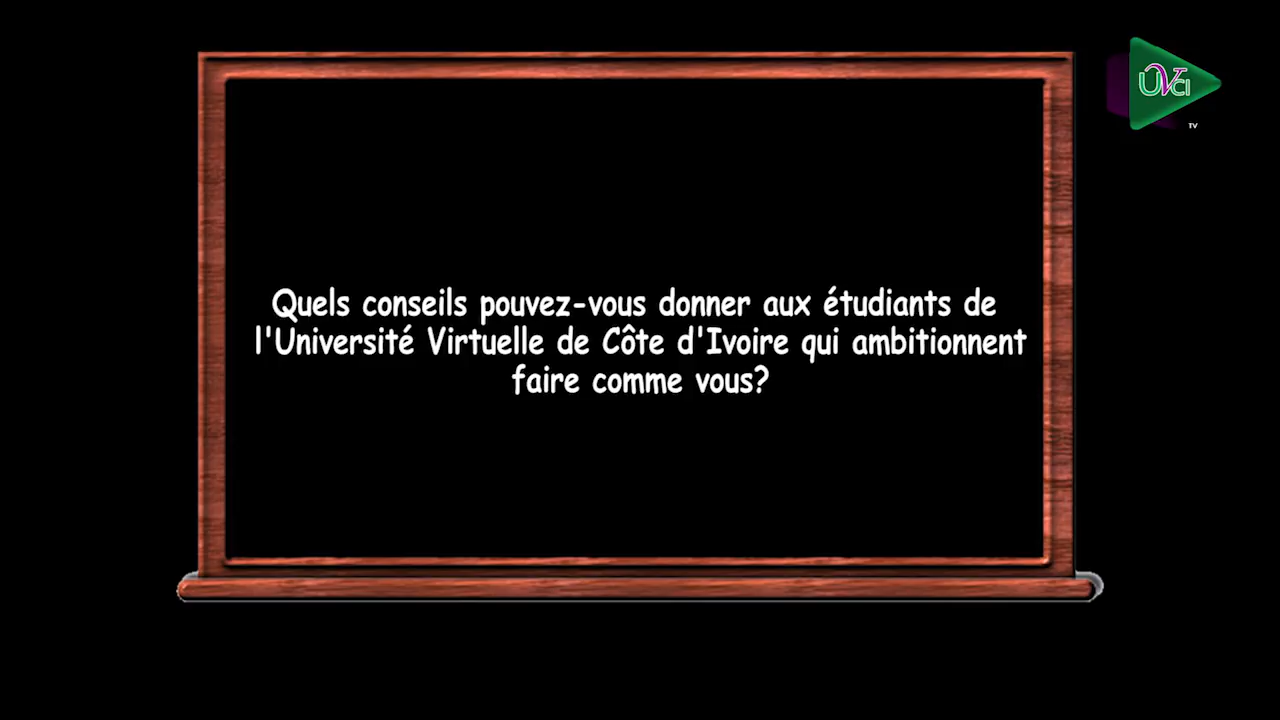 UVCI
TV
Quels conseils pouvez-vous donner aux étudiants de
l'Université Virtuelle de Côte d'Ivoire qui ambitionnent
faire comme vous?